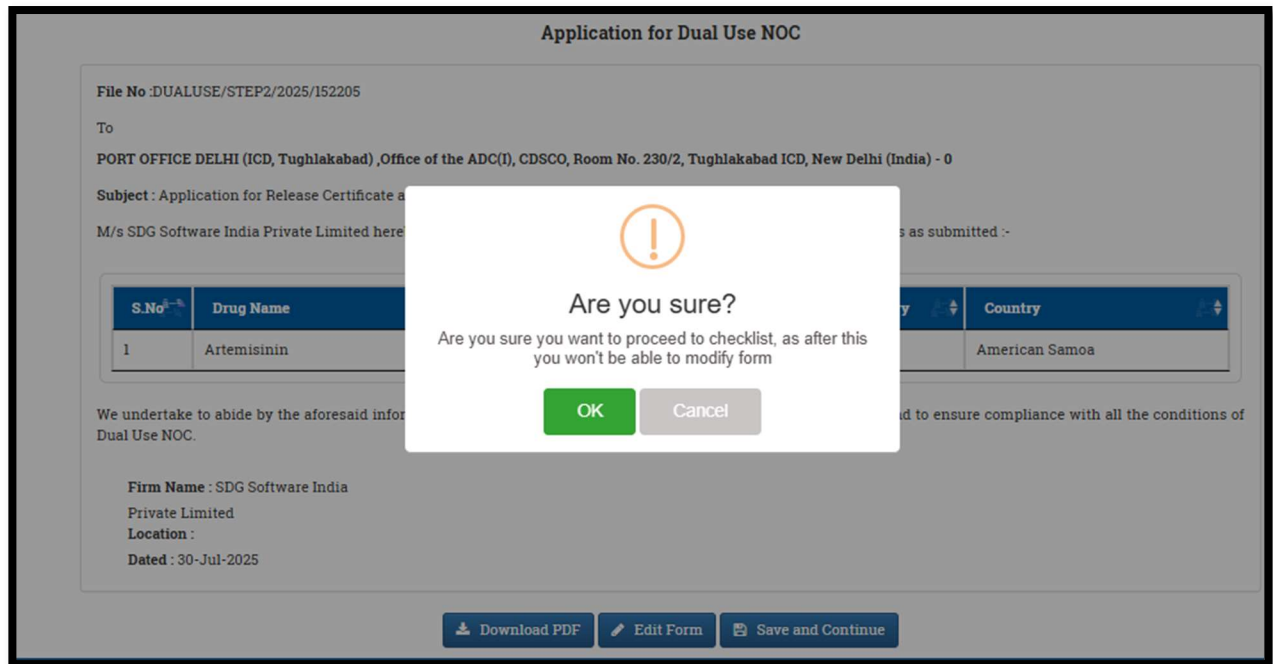 Application for Dual Use NOC
File No :DUALUSE/STEP2/2025/152205
To
PORT OFFICE DELHI (ICD, Tughlakabad) ,Office of the ADC(I), CDSCO, Room No. 230/2, Tughlakabad ICD, New Delhi (India) - 0
Subject : Application for Release Certificate a
M/s SDG Software India Private Limited here s as submitted :-
Are you sure?
Are you sure you want to proceed to checklist, as after this
you won't be able to modify form
OK Cancel
S.No Drug Name y Country
1 Artemisinin American Samoa
We undertake to abide by the aforesaid infor d to ensure compliance with all the conditions of
Dual Use NOC.
Firm Name : SDG Software India
Private Limited
Location :
Dated : 30-Jul-2025
Download PDF Edit Form Save and Continue